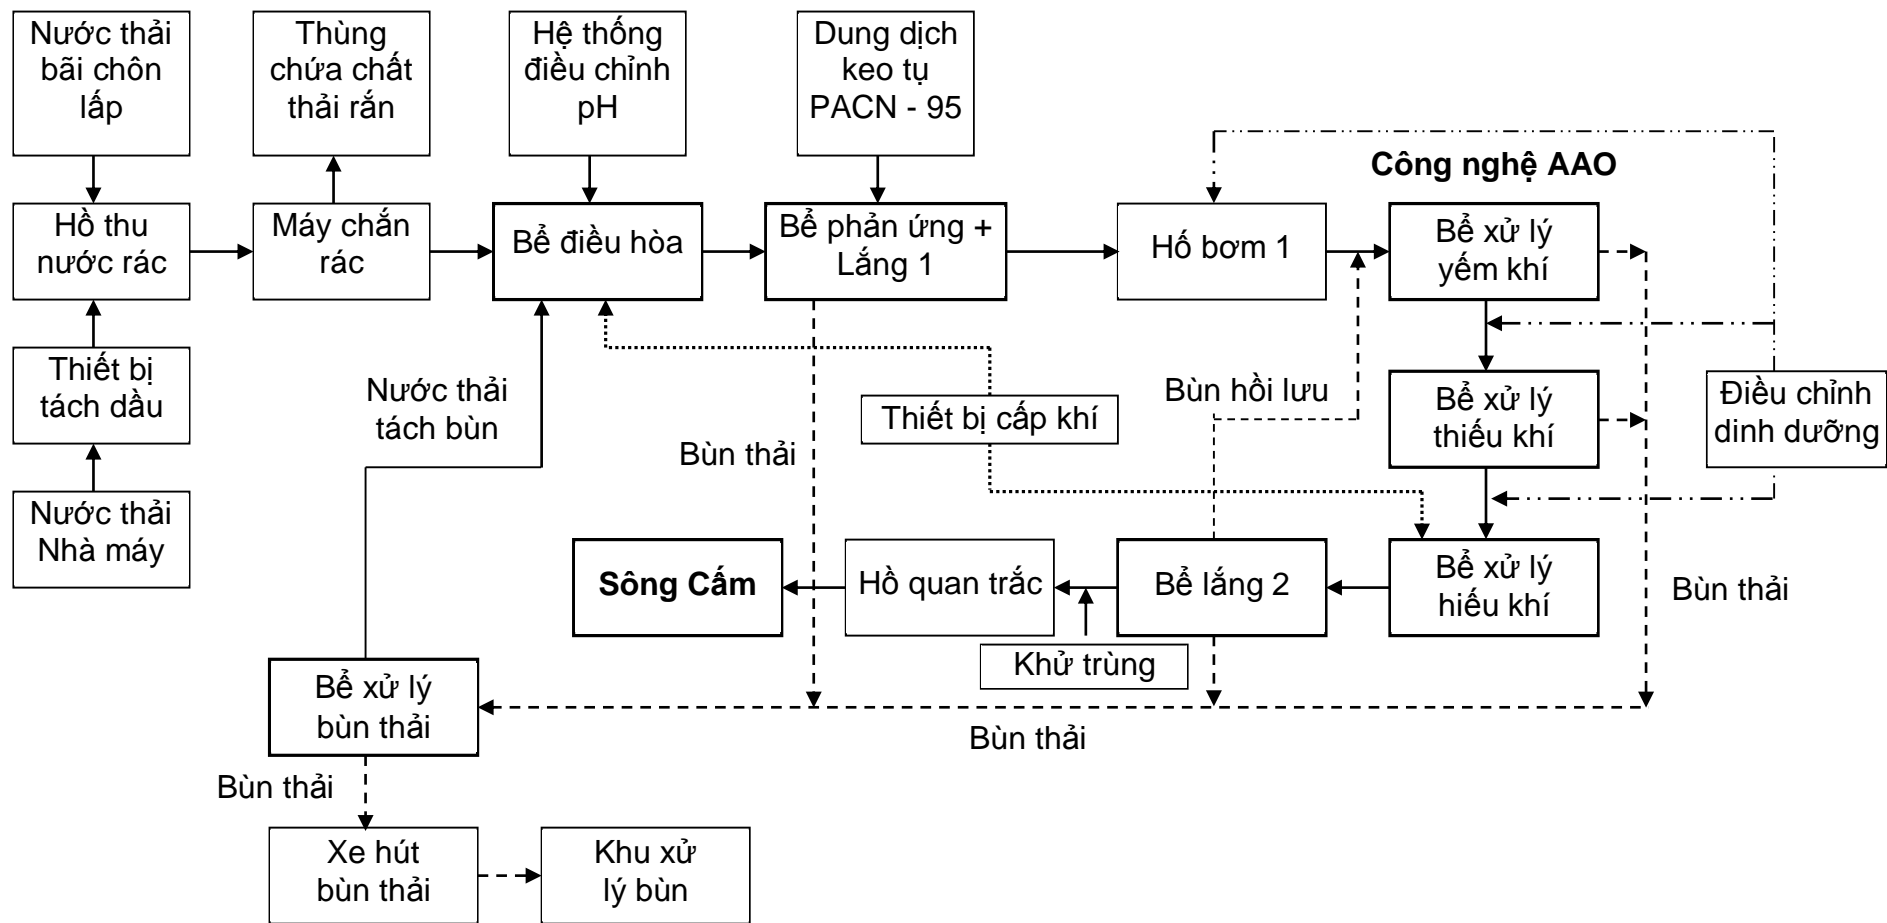 Nước thải
bãi chôn
lấp
Thùng
chứa chất
thải rắn
Hệ thống
điều chỉnh
pH
Dung dịch
keo tụ
PACN - 95
Công nghệ AAO
Hồ thu
nước rác
Máy chắn
rác
Bể điều hòa
Bể phản ứng +
Lắng 1
Hố bơm 1
Bể xử lý
yếm khí
Thiết bị
tách dầu
Nước thải
tách bùn
Thiết bị cấp khí
Bùn hồi lưu
Bể xử lý
thiếu khí
Điều chỉnh
dinh dưỡng
Bùn thải
Nước thải
Nhà máy
Sông Cấm
Hồ quan trắc
Bể lắng 2
Bể xử lý
hiếu khí
Bùn thải
Khử trùng
Bể xử lý
bùn thải
Bùn thải
Bùn thải
Xe hút
bùn thải
Khu xử
lý bùn